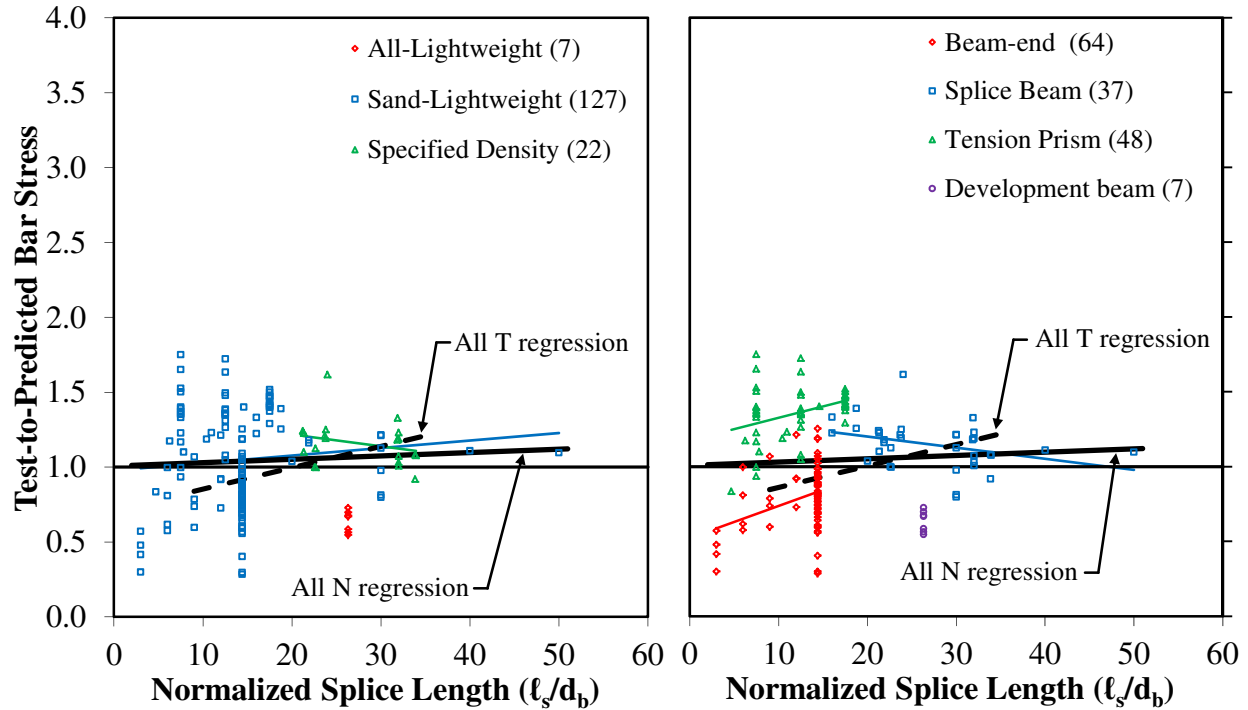 Test-to-Predicted Bar Stress
4.0
3.5
3.0
2.5
2.0
1.5
1.0
0.5
0.0
All-Lightweight (7)
Sand-Lightweight (127)
Specified Density (22)
All T regression
All N regression
0 10 20 30 40 50 60
Normalized Splice Length (ℓs/db)
Beam-end (64)
Splice Beam (37)
Tension Prism (48)
Development beam (7)
All T regression
All N regression
0 10 20 30 40 50 60
Normalized Splice Length (ℓs/db)